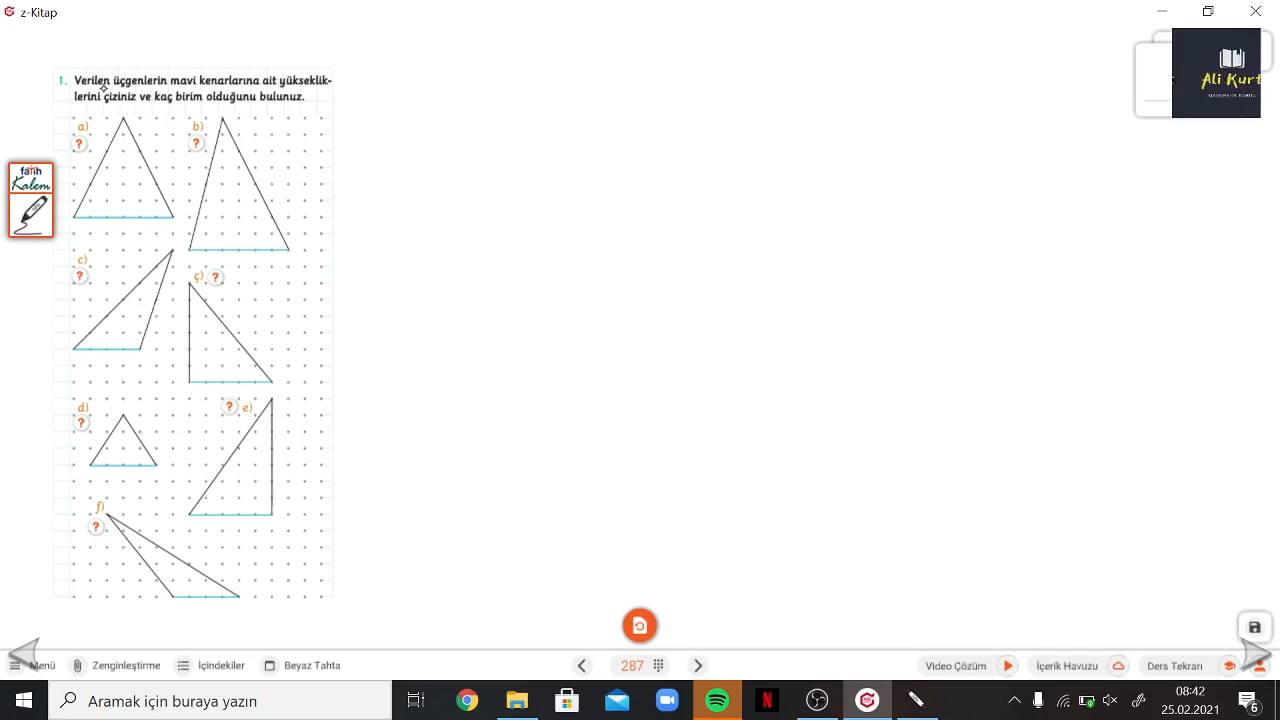 z-Kitap
1. Verilen üçgenlerin mavi kenarlarına ait yükseklik-
lerini çiziniz ve kaç birim olduğunu bulunuz.
a)
?
b)
?
c)
?
ç) ?
d)
?
? e)
f)
?
fatih
Kalem
Ali Kurt
Menü
Zenginleştirme
İçindekiler
Beyaz Tahta
287
Video Çözüm
İçerik Havuzu
Ders Tekrarı
Aramak için buraya yazın
08:42
25.02.2021
6